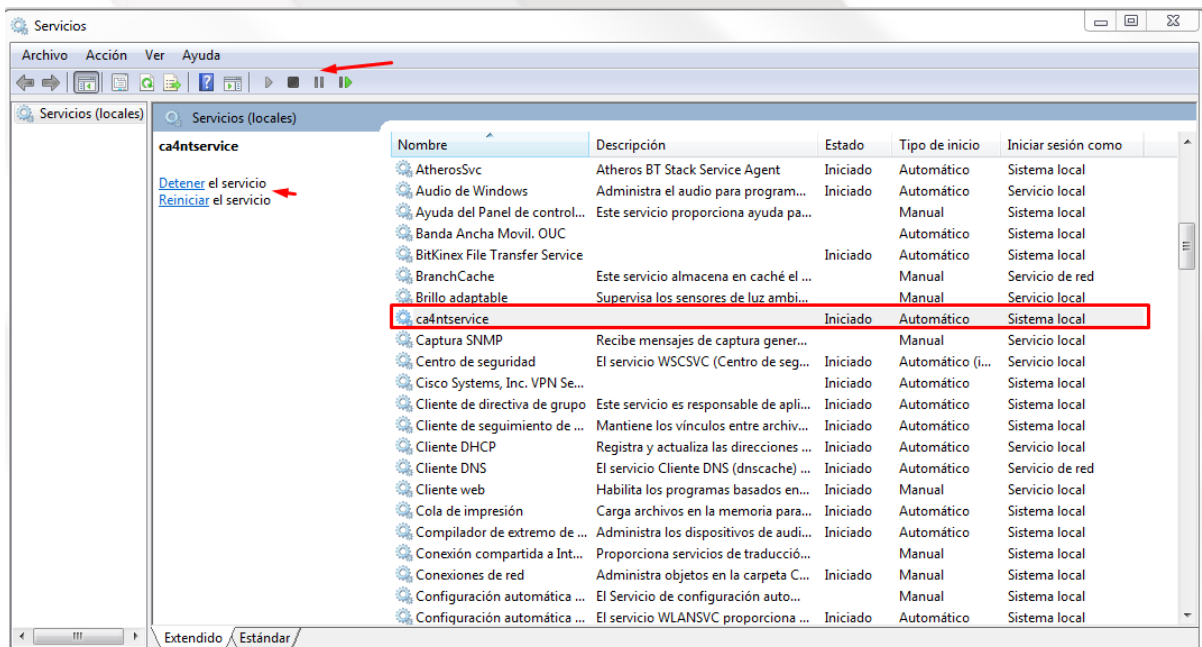 Servicios
Archivo Acción Ver Ayuda
Servicios (locales)
Servicios (locales)
ca4ntservice
Detener el servicio
Reiniciar el servicio
Nombre Descripción Estado Tipo de inicio Iniciar sesión como
AtherosSvc Atheros BT Stack Service Agent Iniciado Automático Sistema local
Audio de Windows Administra el audio para program... Iniciado Automático Servicio local
Ayuda del Panel de control... Este servicio proporciona ayuda pa... Manual Sistema local
Banda Ancha Movil. OUC Automático Sistema local
BitKinex File Transfer Service Iniciado Automático Sistema local
BranchCache Este servicio almacena en caché el ... Manual Servicio de red
Brillo adaptable Supervisa los sensores de luz ambi... Manual Servicio local
ca4ntservice Iniciado Automático Sistema local
Captura SNMP Recibe mensajes de captura gener... Manual Servicio local
Centro de seguridad El servicio WSCSVC (Centro de seg... Iniciado Automático (i... Servicio local
Cisco Systems, Inc. VPN Se... Iniciado Automático Sistema local
Cliente de directiva de grupo Este servicio es responsable de apli... Iniciado Automático Sistema local
Cliente de seguimiento de ... Mantiene los vínculos entre archiv... Iniciado Automático Sistema local
Cliente DHCP Registra y actualiza las direcciones ... Iniciado Automático Servicio local
Cliente DNS El servicio Cliente DNS (dnscache) ... Iniciado Automático Servicio de red
Cliente web Habilita los programas basados en... Iniciado Manual Servicio local
Cola de impresión Carga archivos en la memoria para... Iniciado Automático Sistema local
Compilador de extremo de ... Administra los dispositivos de audi... Iniciado Automático Sistema local
Conexión compartida a Int... Proporciona servicios de traducció... Manual Sistema local
Conexiones de red Administra objetos en la carpeta C... Iniciado Manual Sistema local
Configuración automática ... El Servicio de configuración auto... Manual Sistema local
Configuración automática ... El servicio WLANSVC proporciona ... Iniciado Automático Sistema local
Extendido Estándar